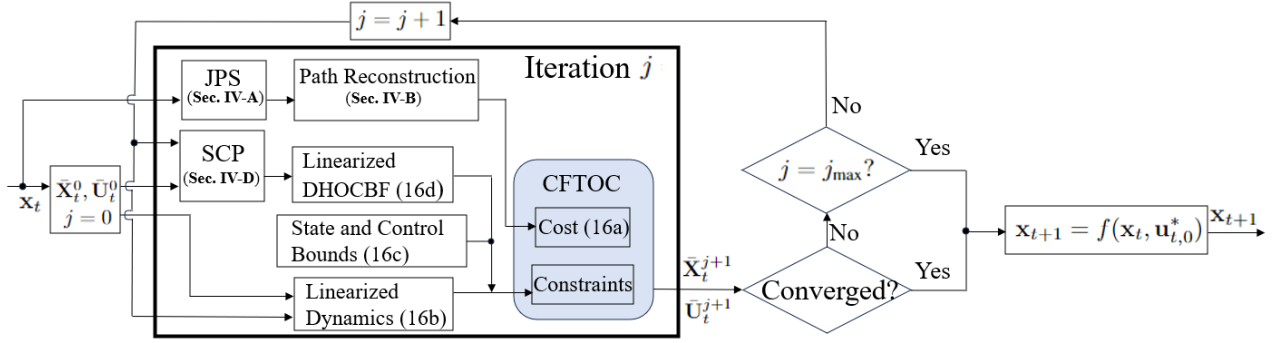 j = j + 1
Iteration j
JPS
(Sec. IV-A)
Path Reconstruction
(Sec. IV-B)
No
SCP
(Sec. IV-D)
Linearized
DHOCBF (16d)
CFTOC
j = j_max?
Yes
x_t
X̄_t^0, Ū_t^0
j = 0
State and Control
Bounds (16c)
Cost (16a)
No
x_{t+1} = f(x_t, u*_{t,0})
x_{t+1}
Linearized
Dynamics (16b)
Constraints
X̄_t^{j+1}
Ū_t^{j+1}
Converged?
Yes